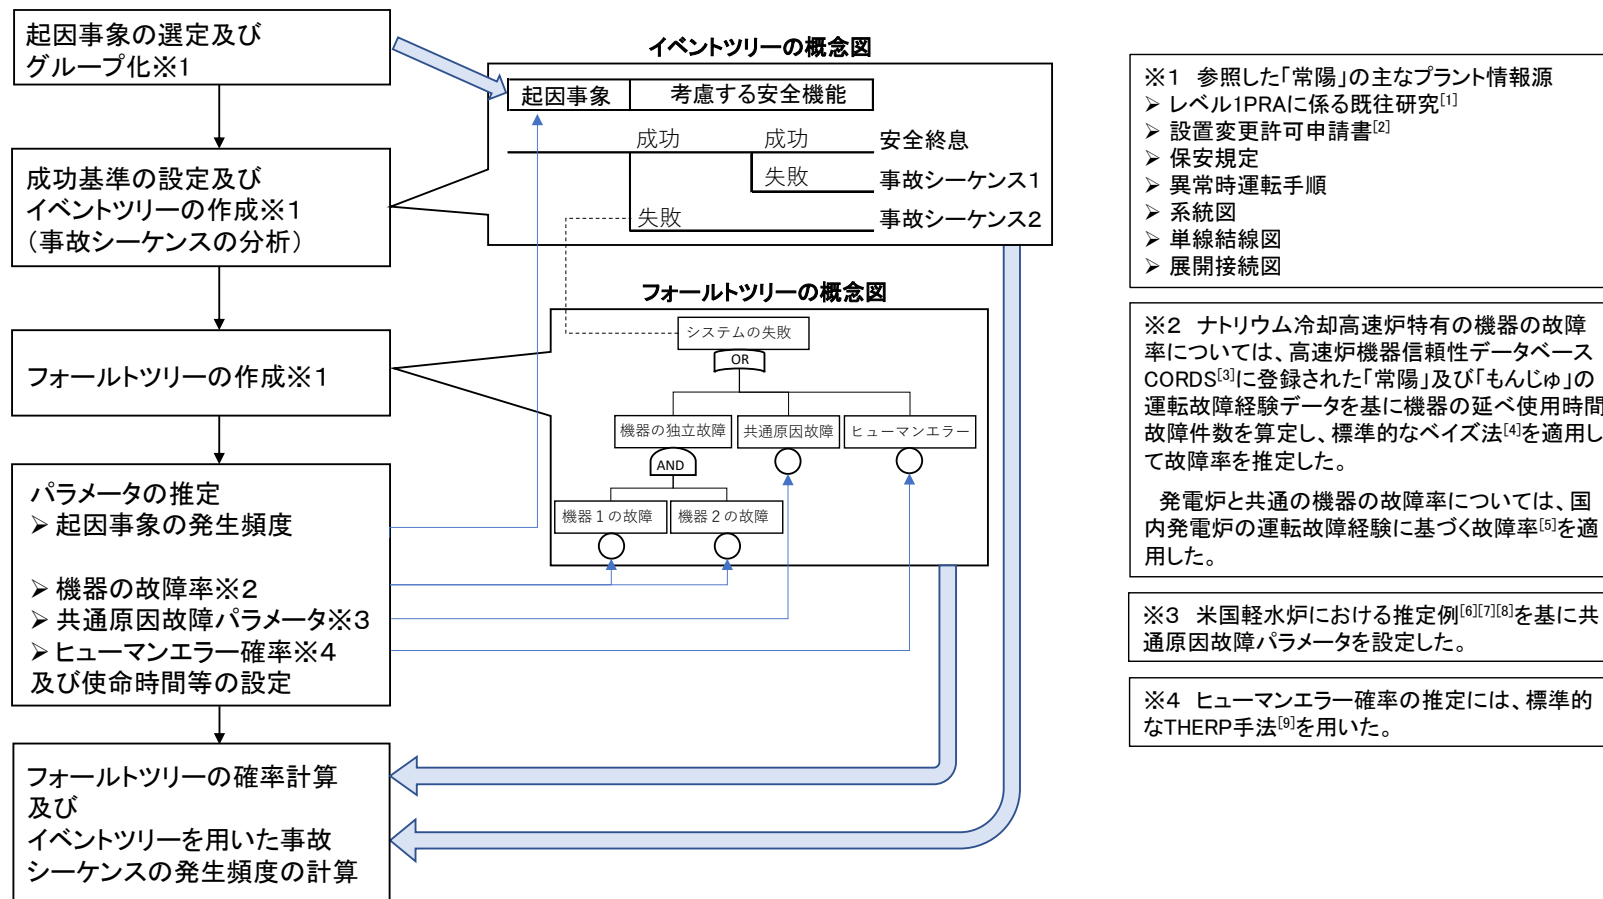 起因事象の選定及び
グループ化※1
成功基準の設定及び
イベントツリーの作成※1
（事故シーケンスの分析）
フォールトツリーの作成※1
パラメータの推定
➢ 起因事象の発生頻度
➢ 機器の故障率※2
➢ 共通原因故障パラメータ※3
➢ ヒューマンエラー確率※4
及び使命時間等の設定
フォールトツリーの確率計算
及び
イベントツリーを用いた事故
シーケンスの発生頻度の計算
イベントツリーの概念図
起因事象 考慮する安全機能
成功 成功 安全終息
失敗 事故シーケンス1
失敗 事故シーケンス2
フォールトツリーの概念図
システムの失敗
OR
機器の独立故障 共通原因故障 ヒューマンエラー
AND
機器１の故障 機器２の故障
※1 参照した「常陽」の主なプラント情報源
➢ レベル1PRAに係る既往研究[1]
➢ 設置変更許可申請書[2]
➢ 保安規定
➢ 異常時運転手順
➢ 系統図
➢ 単線結線図
➢ 展開接続図
※2 ナトリウム冷却高速炉特有の機器の故障
率については、高速炉機器信頼性データベース
CORDS[3]に登録された「常陽」及び「もんじゅ」の
運転故障経験データを基に機器の延べ使用時間
故障件数を算定し、標準的なベイズ法[4]を適用し
て故障率を推定した。
発電炉と共通の機器の故障率については、国
内発電炉の運転故障経験に基づく故障率[5]を適
用した。
※3 米国軽水炉における推定例[6][7][8]を基に共
通原因故障パラメータを設定した。
※4 ヒューマンエラー確率の推定には、標準的
なTHERP手法[9]を用いた。